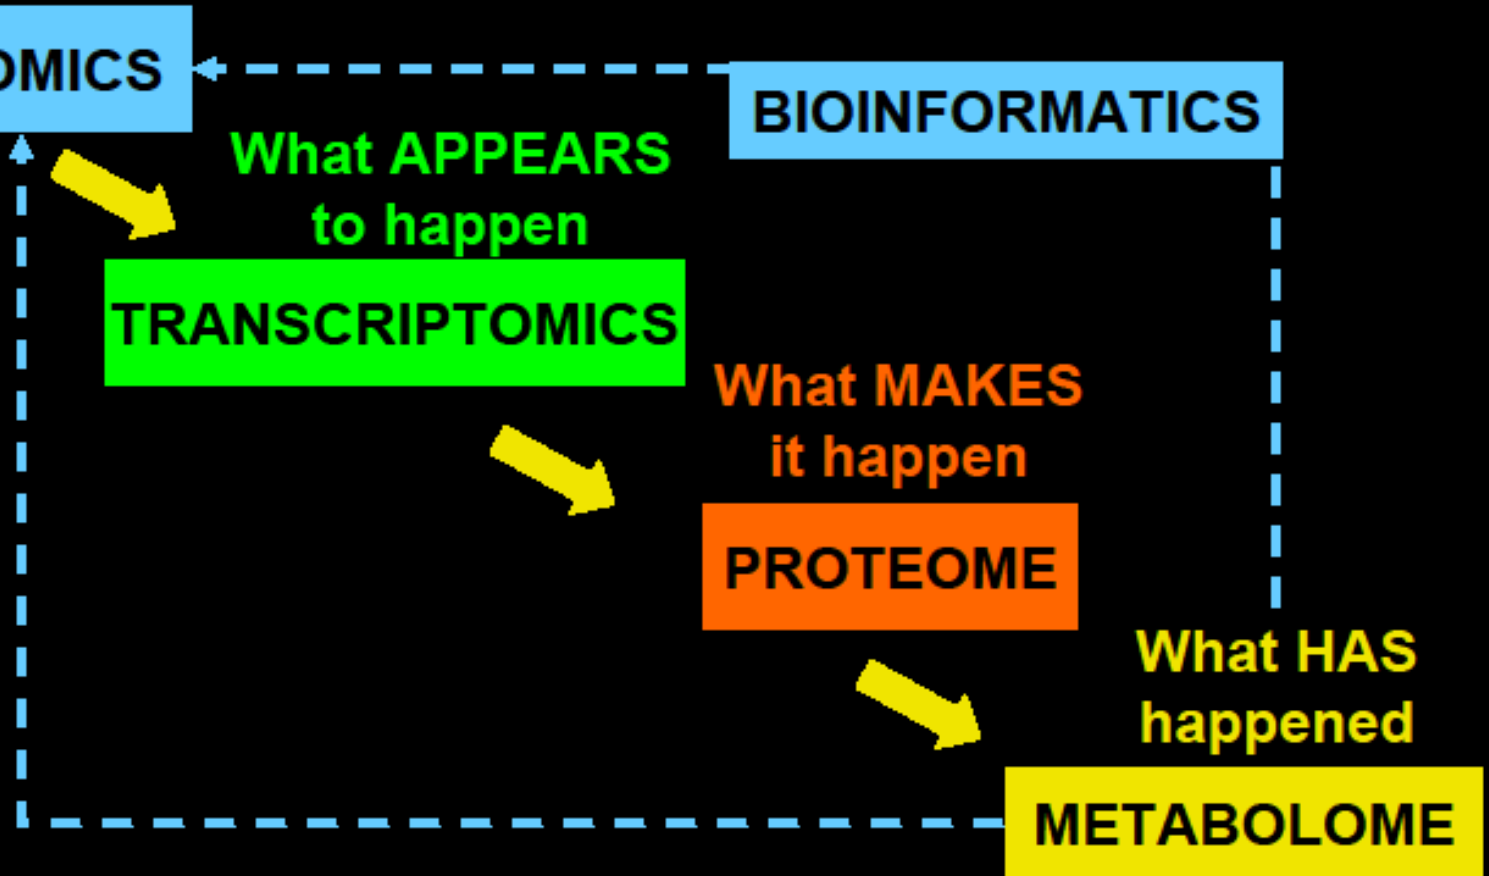 OMICS
BIOINFORMATICS
What APPEARS
to happen
TRANSCRIPTOMICS
What MAKES
it happen
PROTEOME
What HAS
happened
METABOLOME